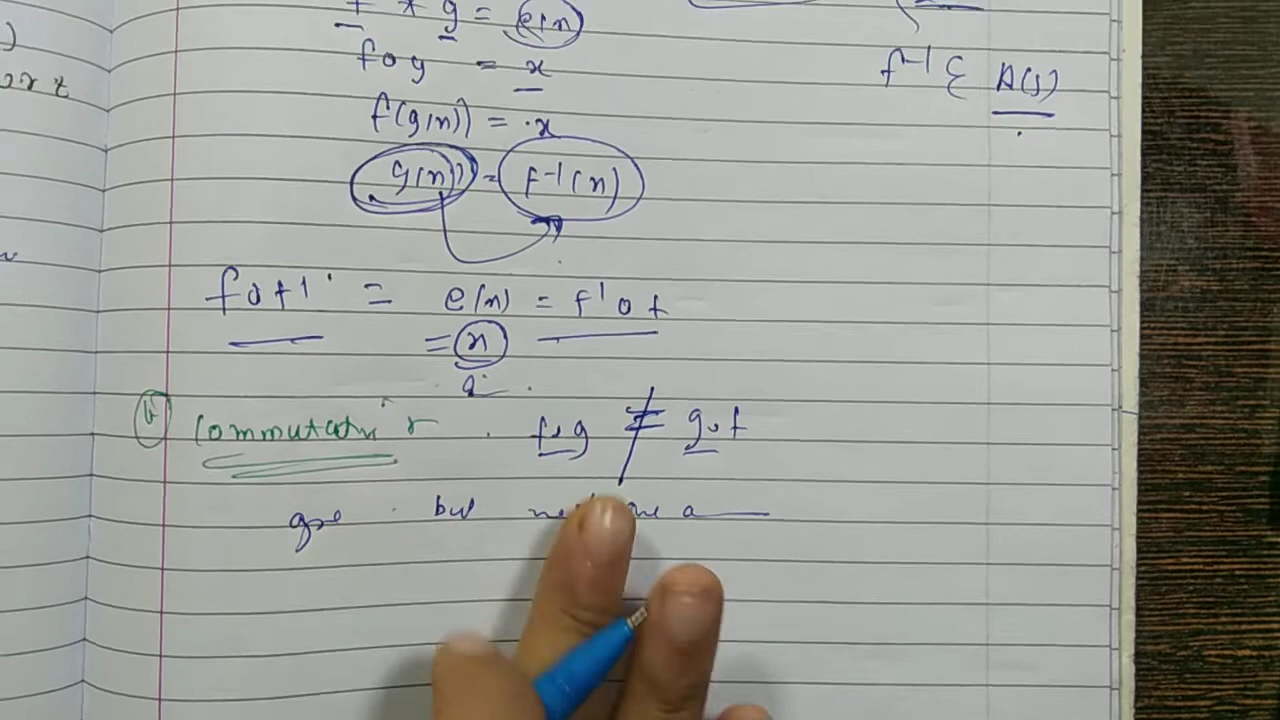 f * g = e(n)
fog = x
f⁻¹ ε A(s)
f(g(n)) = x
g(n)) = f⁻¹(n)
fof⁻¹ = e(n) = f⁻¹of
= n
commutative fog ≠ gof
but